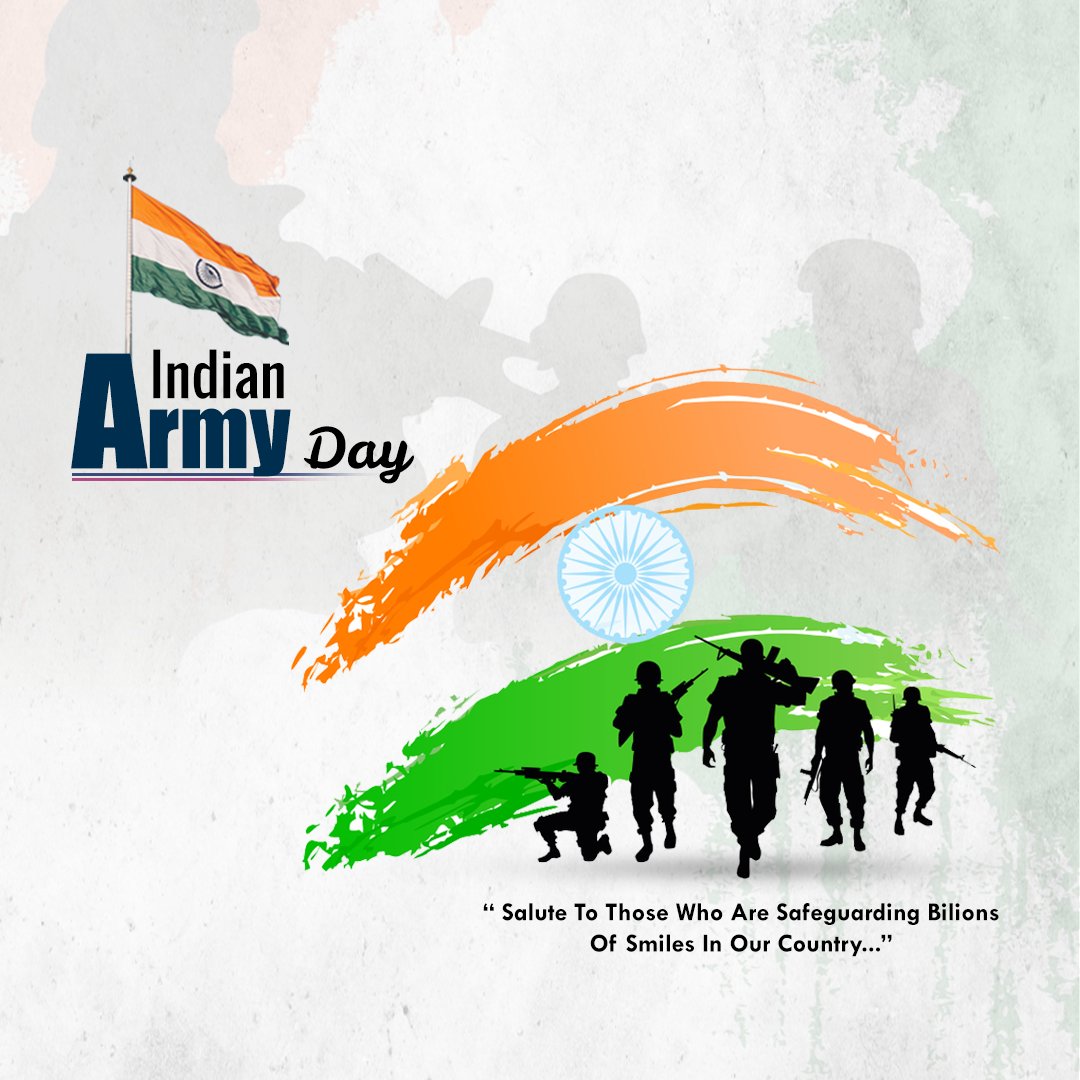 Indian
Army Day
“ Salute To Those Who Are Safeguarding Bilions
Of Smiles In Our Country...”